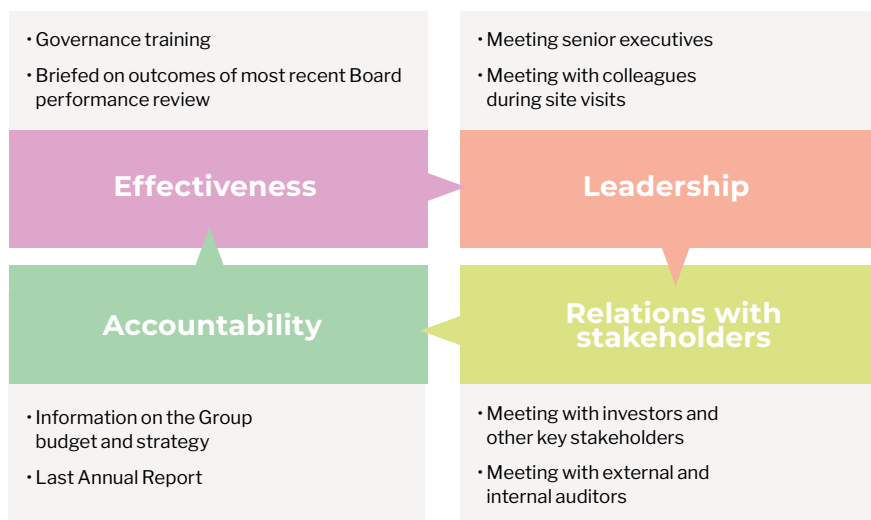 • Governance training
• Briefed on outcomes of most recent Board
performance review
Effectiveness
• Meeting senior executives
• Meeting with colleagues
during site visits
Leadership
Accountability
• Information on the Group
budget and strategy
• Last Annual Report
Relations with
stakeholders
• Meeting with investors and
other key stakeholders
• Meeting with external and
internal auditors